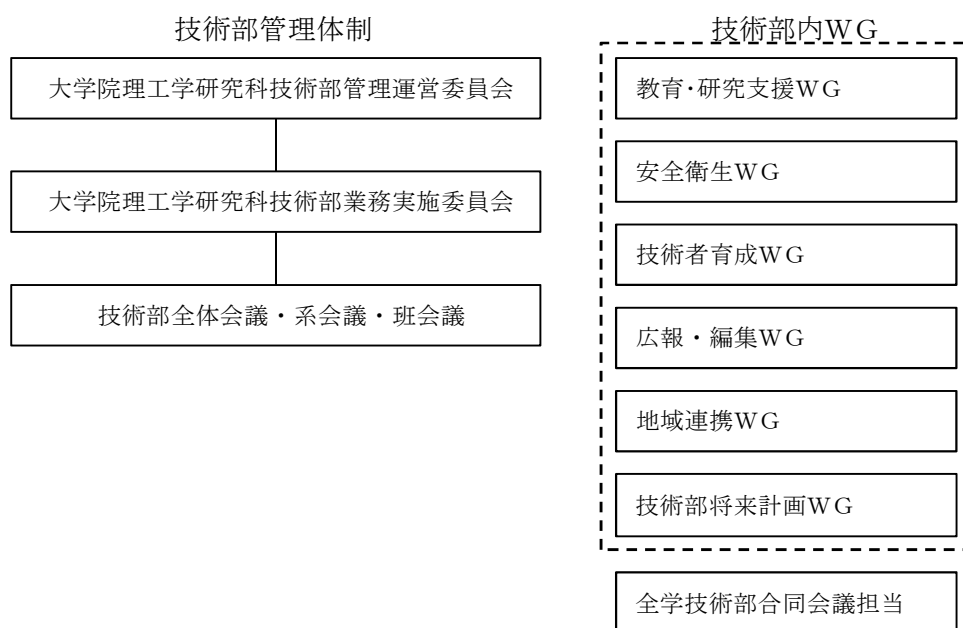 技術部管理体制
大学院理工学研究科技術部管理運営委員会
大学院理工学研究科技術部業務実施委員会
技術部全体会議・系会議・班会議
技術部内ＷＧ
教育・研究支援ＷＧ
安全衛生ＷＧ
技術者育成ＷＧ
広報・編集ＷＧ
地域連携ＷＧ
技術部将来計画ＷＧ
全学技術部合同会議担当